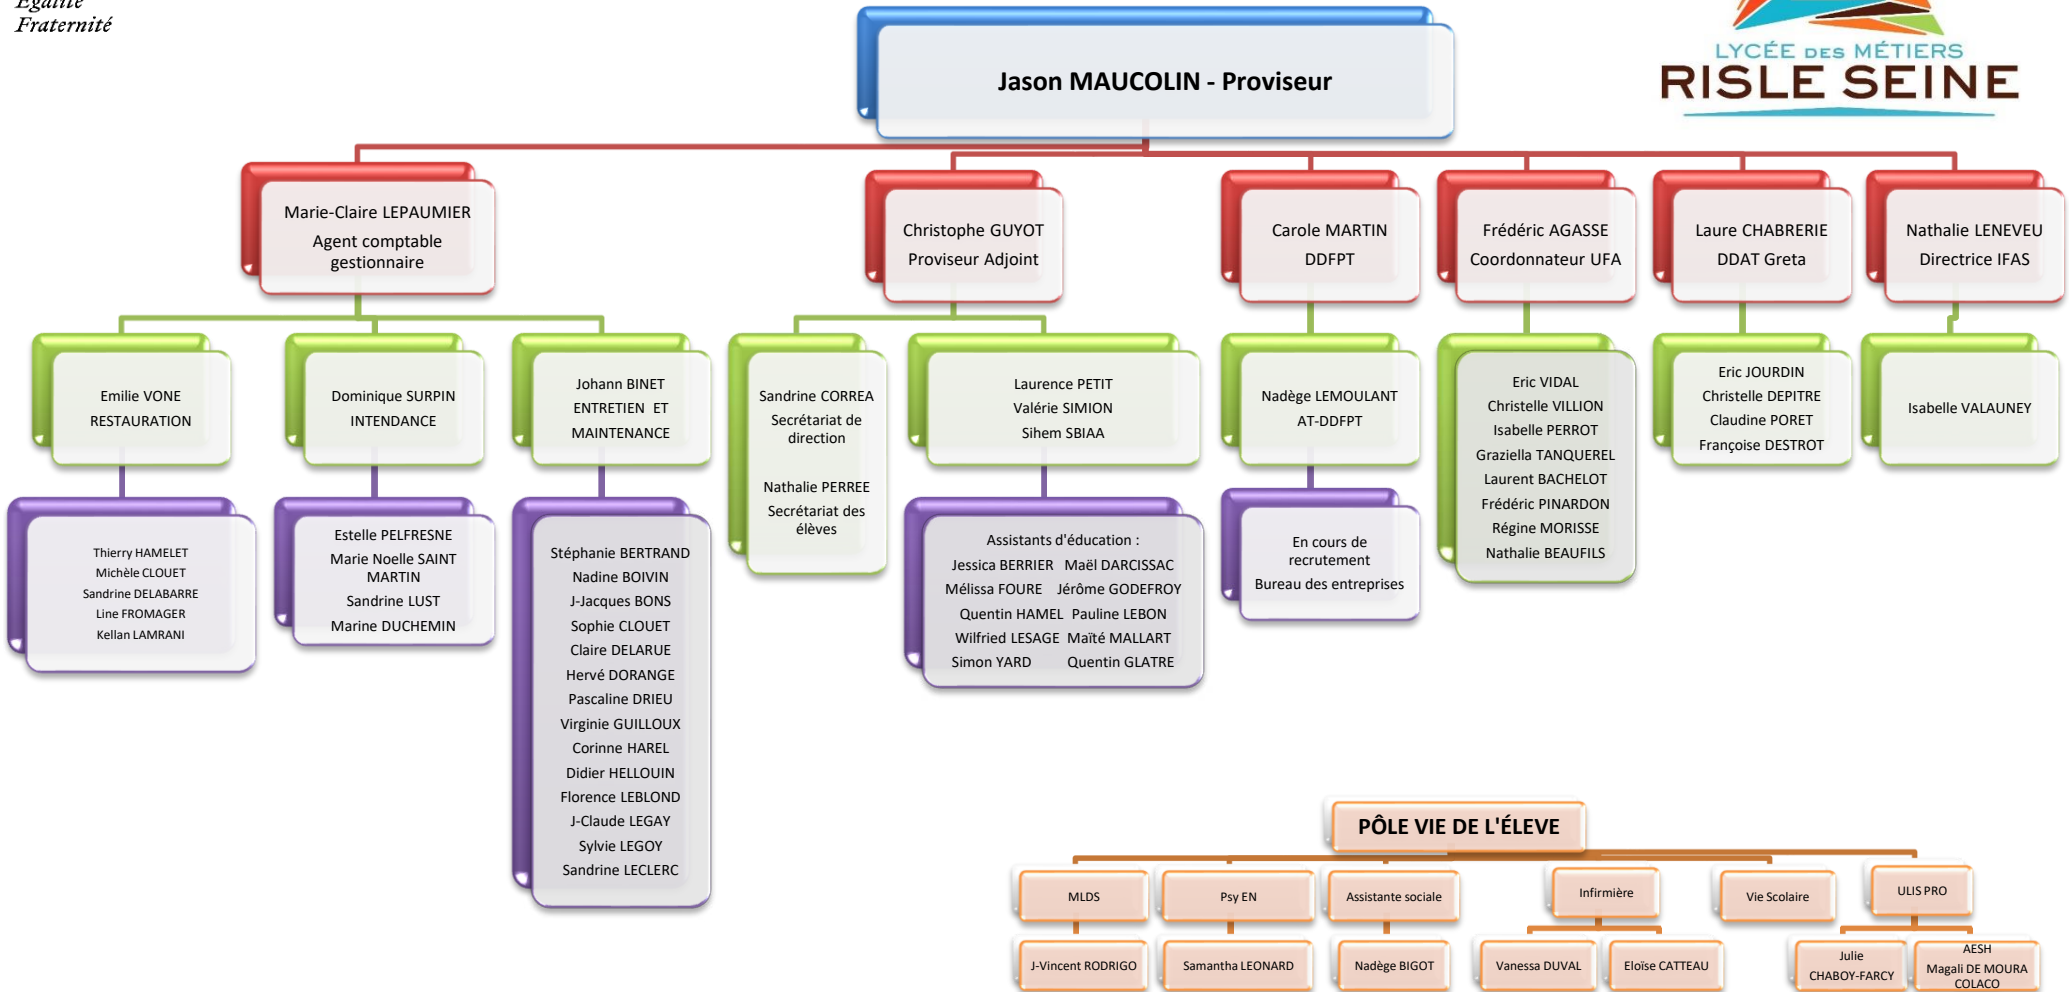 Égalité
Fraternité
LYCÉE DES MÉTIERS
RISLE SEINE
Jason MAUCOLIN - Proviseur
Marie-Claire LEPAUMIER
Agent comptable
gestionnaire
Christophe GUYOT
Proviseur Adjoint
Carole MARTIN
DDFPT
Frédéric AGASSE
Coordonnateur UFA
Laure CHABRERIE
DDAT Greta
Nathalie LENEVEU
Directrice IFAS
Emilie VONE
RESTAURATION
Dominique SURPIN
INTENDANCE
Johann BINET
ENTRETIEN ET
MAINTENANCE
Sandrine CORREA
Secrétariat de
direction
Nathalie PERREE
Secrétariat des
élèves
Laurence PETIT
Valérie SIMION
Sihem SBIAA
Nadège LEMOULANT
AT-DDFPT
Eric VIDAL
Christelle VILLION
Isabelle PERROT
Graziella TANQUEREL
Laurent BACHELOT
Frédéric PINARDON
Régine MORISSE
Nathalie BEAUFILS
Eric JOURDIN
Christelle DEPITRE
Claudine PORET
Françoise DESTROT
Isabelle VALAUNEY
Thierry HAMELET
Michèle CLOUET
Sandrine DELABARRE
Line FROMAGER
Kellan LAMRANI
Estelle PELFRESNE
Marie Noelle SAINT
MARTIN
Sandrine LUST
Marine DUCHEMIN
Stéphanie BERTRAND
Nadine BOIVIN
J-Jacques BONS
Sophie CLOUET
Claire DELARUE
Hervé DORANGE
Pascaline DRIEU
Virginie GUILLOUX
Corinne HAREL
Didier HELLOUIN
Florence LEBLOND
J-Claude LEGAY
Sylvie LEGOY
Sandrine LECLERC
Assistants d'éducation :
Jessica BERRIER Maël DARCISSAC
Mélissa FOURE Jérôme GODEFROY
Quentin HAMEL Pauline LEBON
Wilfried LESAGE Maïté MALLART
Simon YARD Quentin GLATRE
En cours de
recrutement
Bureau des entreprises
PÔLE VIE DE L'ÉLEVE
MLDS
Psy EN
Assistante sociale
Infirmière
Vie Scolaire
ULIS PRO
J-Vincent RODRIGO
Samantha LEONARD
Nadège BIGOT
Vanessa DUVAL
Eloïse CATTEAU
Julie
CHABOY-FARCY
AESH
Magali DE MOURA
COLACO